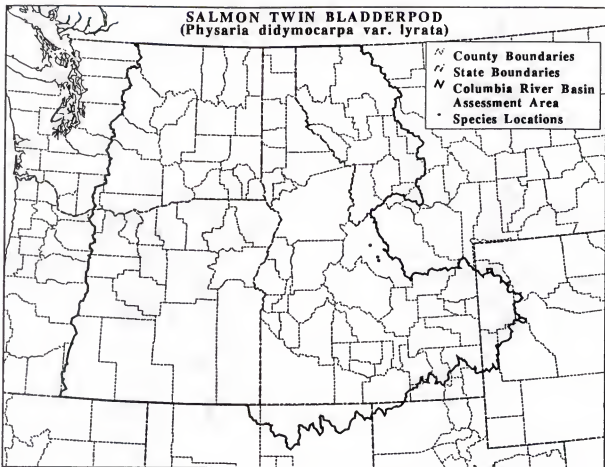 SALMON TWIN BLADDERPOD
(Physaria didymocarpa var. lyrata)
County Boundaries
State Boundaries
Columbia River Basin
Assessment Area
Species Locations